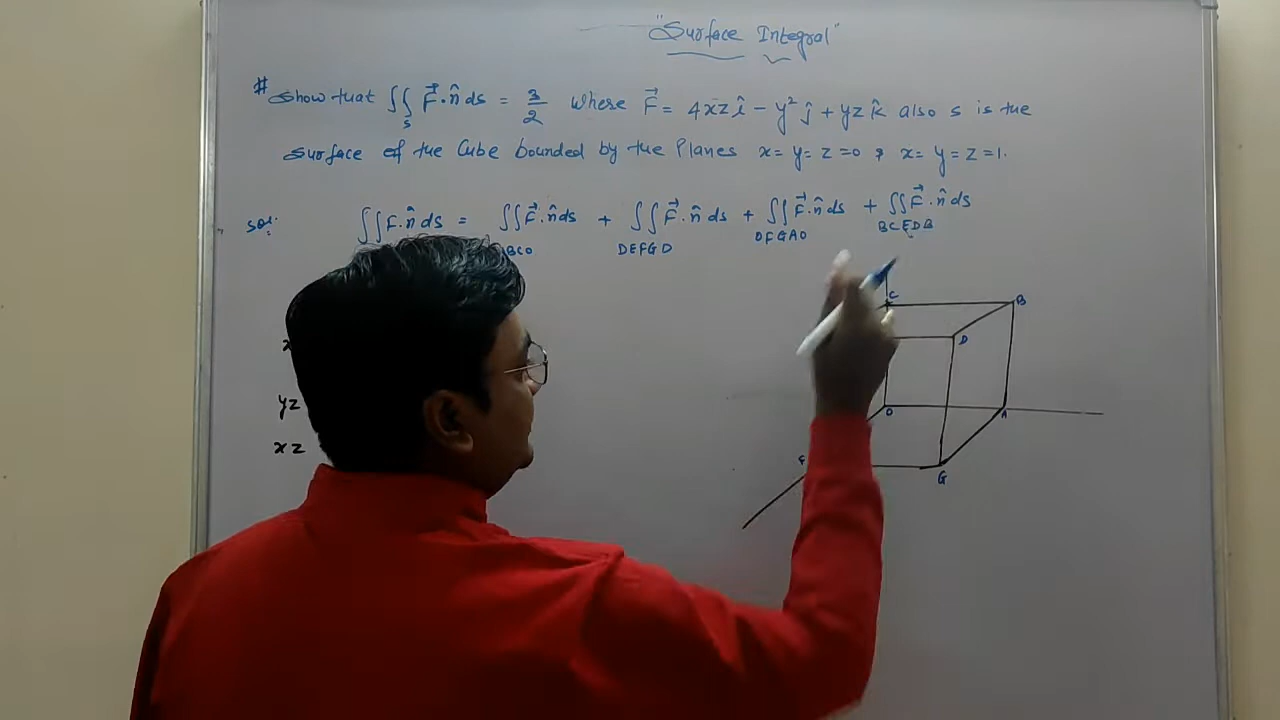 "Surface Integral"
# Show that ∬ₛ F⃗·n̂ ds = 3/2 where F⃗ = 4xz î − y² ĵ + yz k̂ also s is the
surface of the Cube bounded by the Planes x = y = z = 0 & x = y = z = 1.
Sol: ∬ F·n̂ ds = ∬ F⃗·n̂ ds + ∬ F⃗·n̂ ds + ∬ F⃗·n̂ ds + ∬ F⃗·n̂ ds
BCO DEFGD OFGAO BCEDB
C B
D
yz
O A
xz
F
G